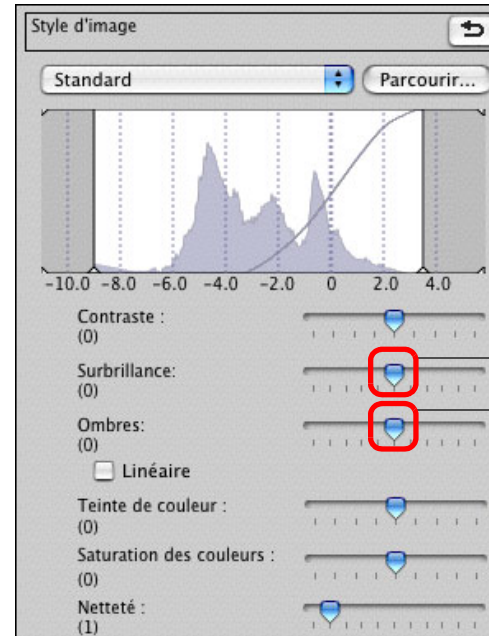 Style d'image
Standard Parcourir...
-10.0 -8.0 -6.0 -4.0 -2.0 0 2.0 4.0
Contraste :
(0)
Surbrillance:
(0)
Ombres:
(0)
Linéaire
Teinte de couleur :
(0)
Saturation des couleurs :
(0)
Netteté :
(1)